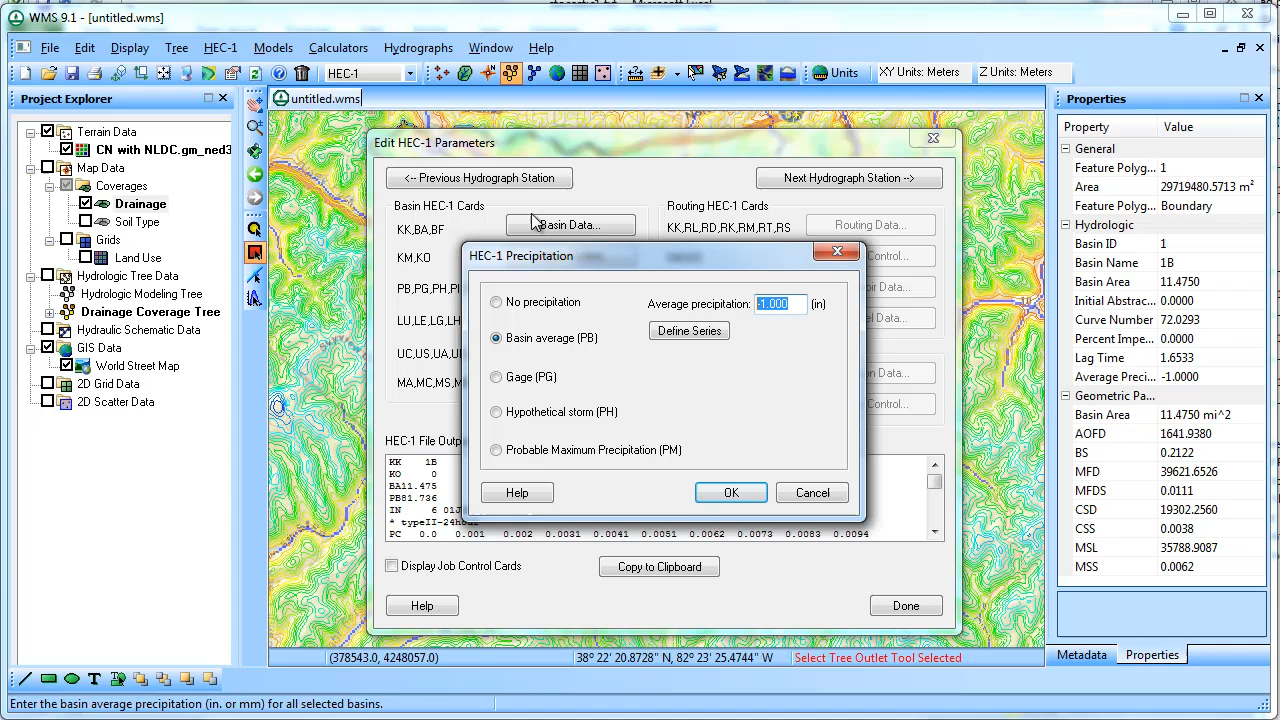 WMS 9.1 - [untitled.wms]
File Edit Display Tree HEC-1 Models Calculators Hydrographs Window Help
HEC-1 Units XY Units: Meters Z Units: Meters
Project Explorer
untitled.wms
Terrain Data
CN with NLDC.gm_ned3
Map Data
Coverages
Drainage
Soil Type
Grids
Land Use
Hydrologic Tree Data
Hydrologic Modeling Tree
Drainage Coverage Tree
Hydraulic Schematic Data
GIS Data
World Street Map
2D Grid Data
2D Scatter Data
Edit HEC-1 Parameters
<-- Previous Hydrograph Station
Next Hydrograph Station -->
Basin HEC-1 Cards
Routing HEC-1 Cards
KK,BA,BF
Basin Data...
KK,RL,RD,RK,RM,RT,RS
Routing Data...
KM,KO
Control...
PB,PG,PH,PI
LU,LE,LG,LH
el Data...
UC,US,UA,UI
on Data...
MA,MC,MS,M
Control...
HEC-1 Precipitation
No precipitation
Average precipitation: -1.000 (in)
Basin average (PB)
Define Series
Gage (PG)
Hypothetical storm (PH)
Probable Maximum Precipitation (PM)
Help
OK
Cancel
HEC-1 File Outp
KK 1B
KO 0
BA11.475
PB81.736
IN 6 01J
* typeII-24hour
PC 0.0 0.001 0.002 0.0031 0.0041 0.0051 0.0062 0.0073 0.0083 0.0094
Display Job Control Cards
Copy to Clipboard
Help
Done
Properties
Property Value
General
Feature Polyg... 1
Area 29719480.5713 m²
Feature Polyg... Boundary
Hydrologic
Basin ID 1
Basin Name 1B
Basin Area 11.4750
Initial Abstrac... 0.0000
Curve Number 72.0293
Percent Impe... 0.0000
Lag Time 1.6533
Average Preci... -1.0000
Geometric Pa...
Basin Area 11.4750 mi^2
AOFD 1641.9380
BS 0.2122
MFD 39621.6526
MFDS 0.0111
CSD 19302.2560
CSS 0.0038
MSL 35788.9087
MSS 0.0062
Metadata Properties
(378543.0, 4248057.0)
38º 22' 20.8728" N, 82º 23' 25.4744" W
Select Tree Outlet Tool Selected
Enter the basin average precipitation (in. or mm) for all selected basins.